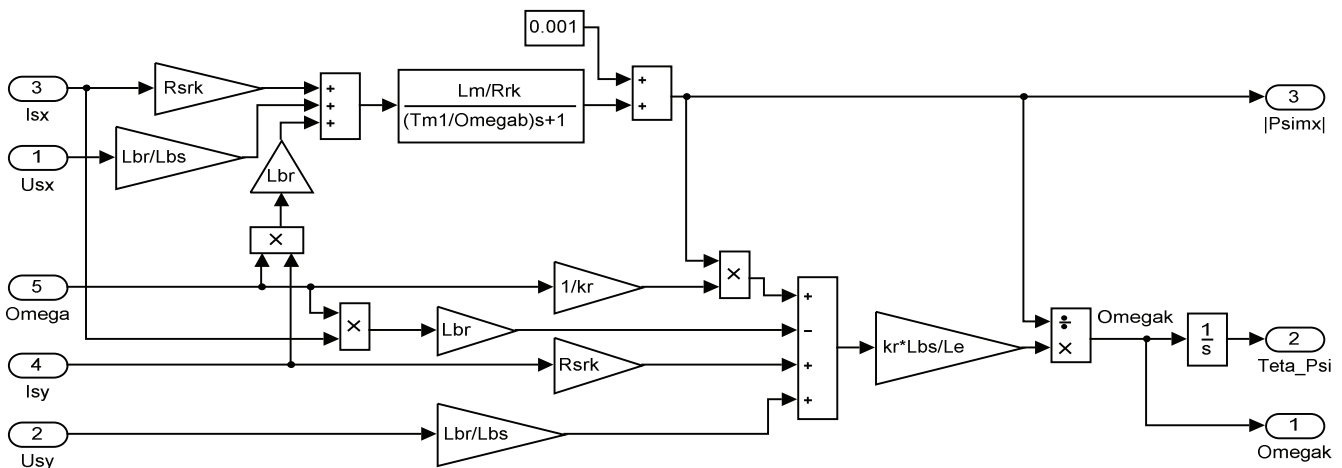 0.001
3
Isx
Rsrk
+
+
+
Lm/Rrk
(Tm1/Omegab)s+1
+
+
3
|Psimx|
1
Usx
Lbr/Lbs
Lbr
×
5
Omega
1/kr
×
×
Lbr
+
−
+
+
kr*Lbs/Le
÷
×
Omegak
1
s
2
Teta_Psi
4
Isy
Rsrk
2
Usy
Lbr/Lbs
1
Omegak